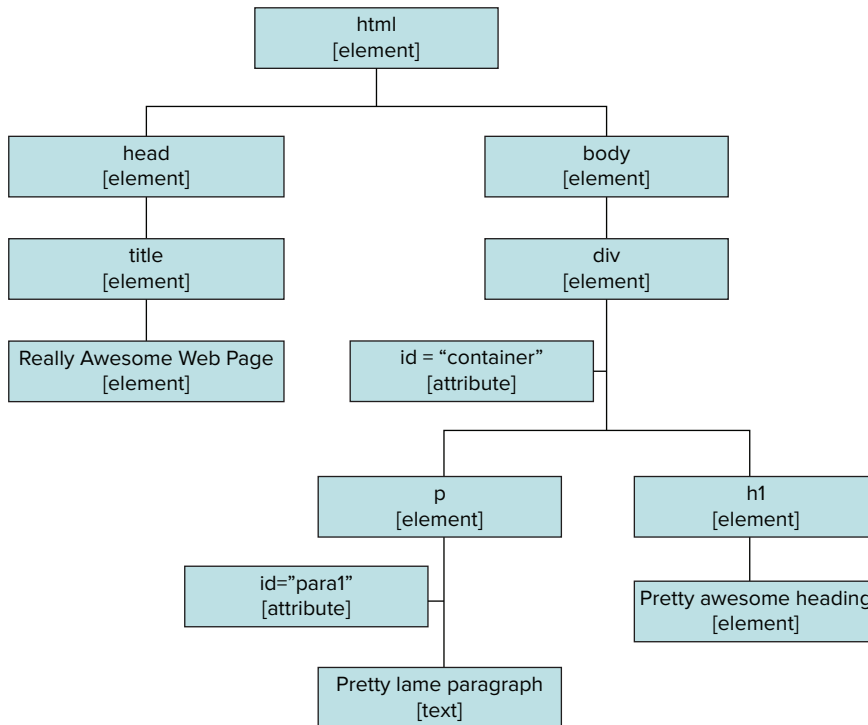 html
[element]
head
[element]
body
[element]
title
[element]
div
[element]
Really Awesome Web Page
[element]
id = “container”
[attribute]
p
[element]
h1
[element]
id=”para1”
[attribute]
Pretty awesome heading
[element]
Pretty lame paragraph
[text]